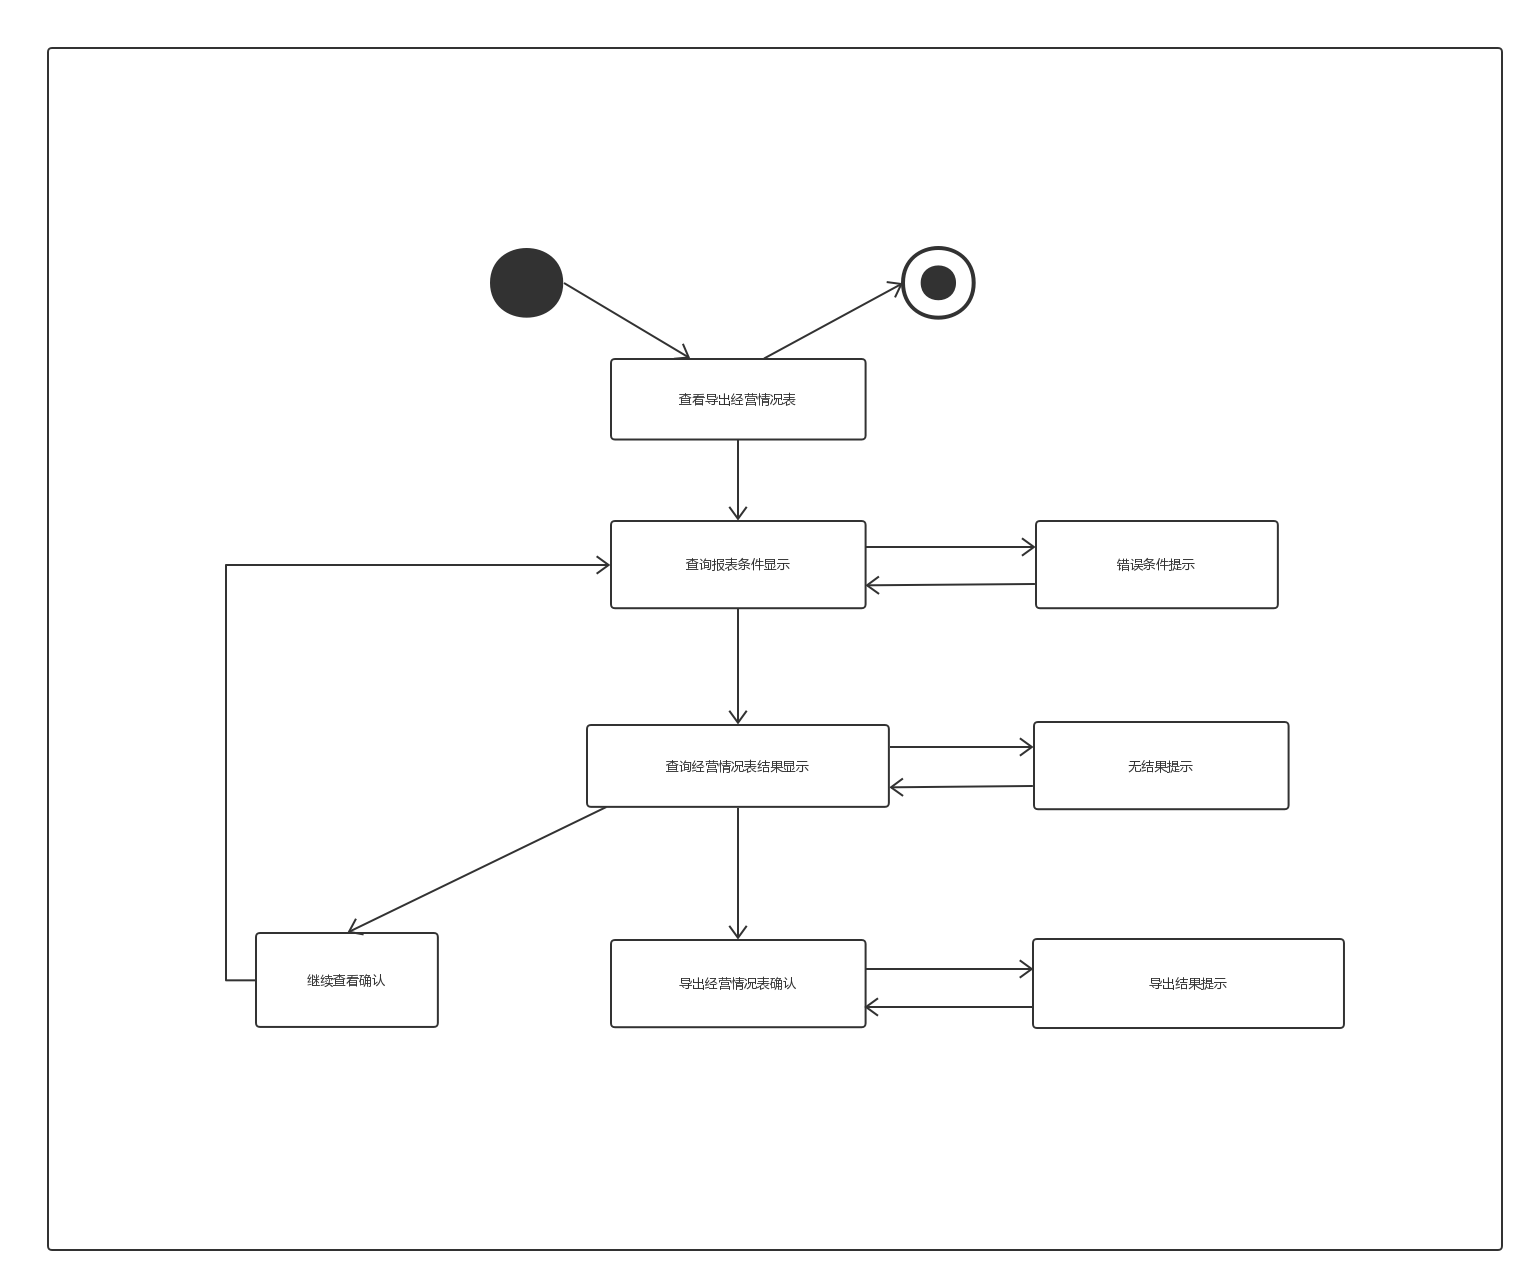 查看导出经营情况表
查询报表条件显示
错误条件提示
查询经营情况表结果显示
无结果提示
继续查看确认
导出经营情况表确认
导出结果提示